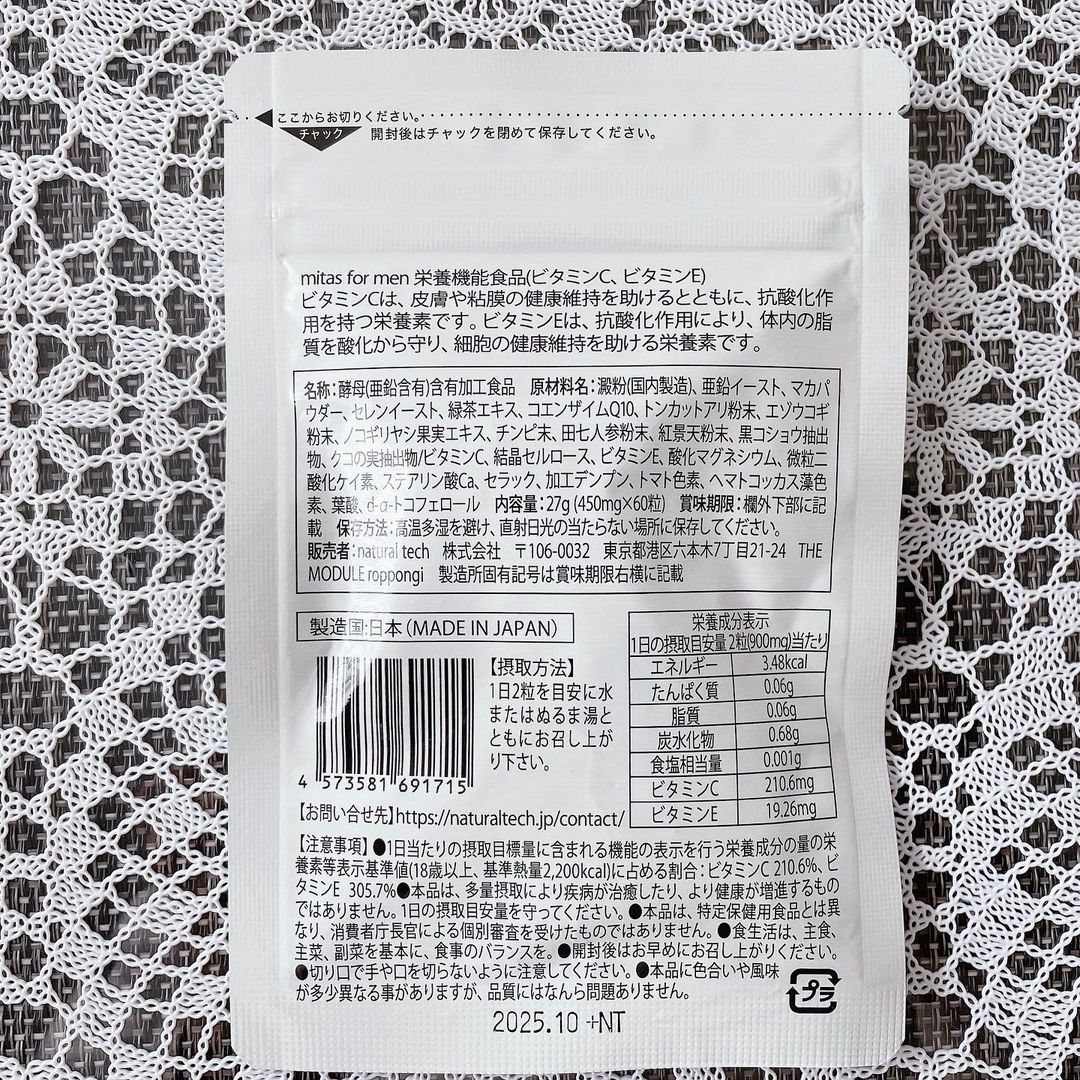 ここからお切りください。
チャック 開封後はチャックを閉めて保存してください。
mitas for men 栄養機能食品(ビタミンC、ビタミンE)
ビタミンCは、皮膚や粘膜の健康維持を助けるとともに、抗酸化作
用を持つ栄養素です。ビタミンEは、抗酸化作用により、体内の脂
質を酸化から守り、細胞の健康維持を助ける栄養素です。
名称:酵母(亜鉛含有)含有加工食品 原材料名:澱粉(国内製造)、亜鉛イースト、マカパ
ウダー、セレンイースト、緑茶エキス、コエンザイムQ10、トンカットアリ粉末、エゾウコギ
粉末、ノコギリヤシ果実エキス、チンピ末、田七人参粉末、紅景天粉末、黒コショウ抽出
物、クコの実抽出物/ビタミンC、結晶セルロース、ビタミンE、酸化マグネシウム、微粒二
酸化ケイ素、ステアリン酸Ca、セラック、加工デンプン、トマト色素、ヘマトコッカス藻色
素、葉酸、d-α-トコフェロール 内容量:27g (450mg×60粒) 賞味期限:欄外下部に記
載 保存方法:高温多湿を避け、直射日光の当たらない場所に保存してください。
販売者:natural tech 株式会社 〒106-0032 東京都港区六本木7丁目21-24 THE
MODULE roppongi 製造所固有記号は賞味期限右横に記載
製造国:日本(MADE IN JAPAN)
【摂取方法】
1日2粒を目安に水
またはぬるま湯と
ともにお召し上が
り下さい。
4 573581 691715
栄養成分表示
1日の摂取目安量 2粒(900mg)当たり
エネルギー 3.48kcal
たんぱく質 0.06g
脂質 0.06g
炭水化物 0.68g
食塩相当量 0.001g
ビタミンC 210.6mg
ビタミンE 19.26mg
【お問い合せ先】https://naturaltech.jp/contact/
【注意事項】●1日当たりの摂取目標量に含まれる機能の表示を行う栄養成分の量の栄
養素等表示基準値(18歳以上、基準熱量2,200kcal)に占める割合:ビタミンC 210.6%、ビ
タミンE 305.7%●本品は、多量摂取により疾病が治癒したり、より健康が増進するもの
ではありません。1日の摂取目安量を守ってください。●本品は、特定保健用食品とは異
なり、消費者庁長官による個別審査を受けたものではありません。●食生活は、主食、
主菜、副菜を基本に、食事のバランスを。●開封後はお早めにお召し上がりください。
●切り口で手や口を切らないように注意してください。●本品に色合いや風味
が多少異なる事がありますが、品質にはなんら問題ありません。
プラ
2025.10 +NT